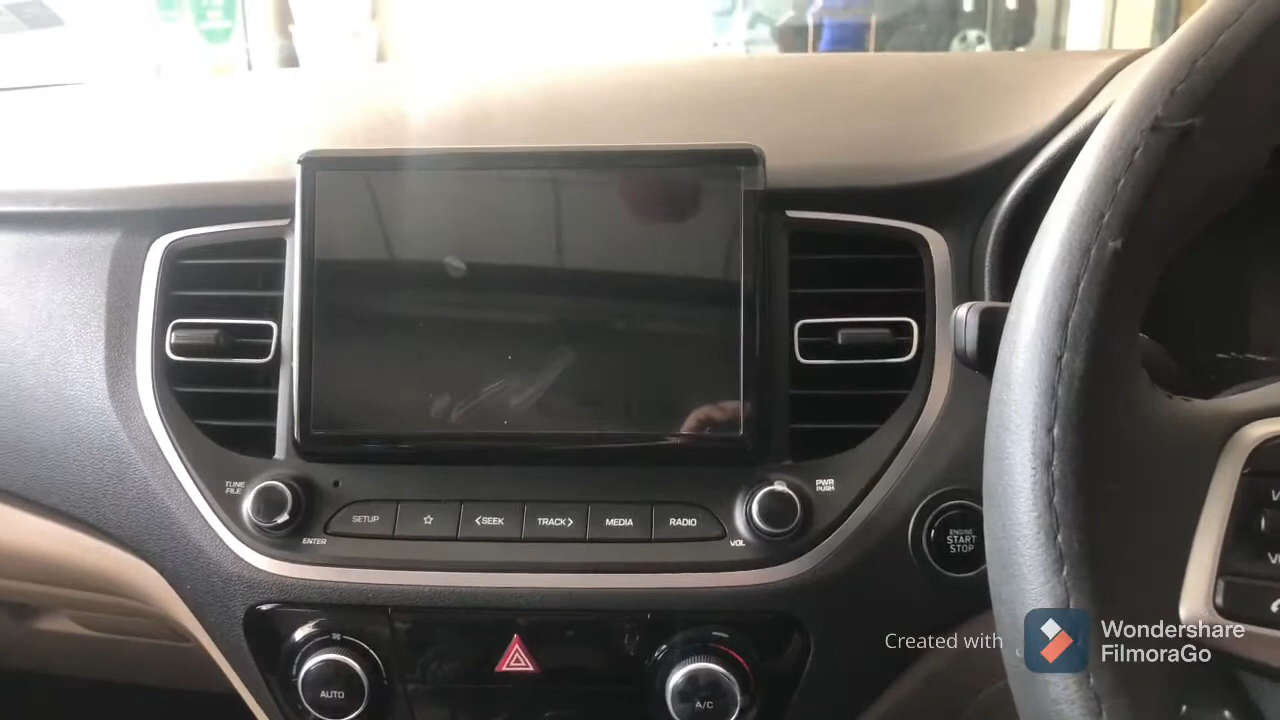 TUNE
FILE
ENTER
SETUP
<SEEK
TRACK>
MEDIA
RADIO
PWR
PUSH
VOL
ENGINE
START
STOP
AUTO
A/C
Created with
Wondershare
FilmoraGo